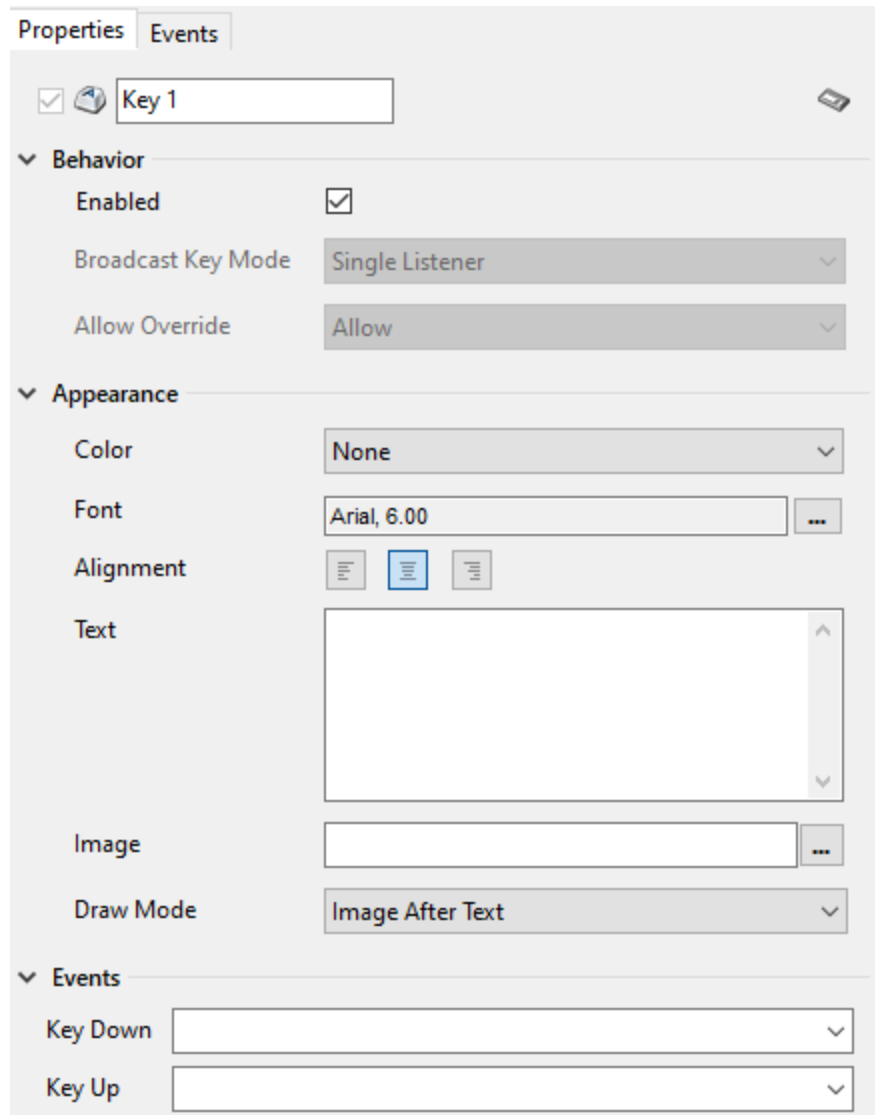 Properties Events
Key 1
Behavior
Enabled
Broadcast Key Mode Single Listener
Allow Override Allow
Appearance
Color None
Font Arial, 6.00 ...
Alignment
Text
Image ...
Draw Mode Image After Text
Events
Key Down
Key Up